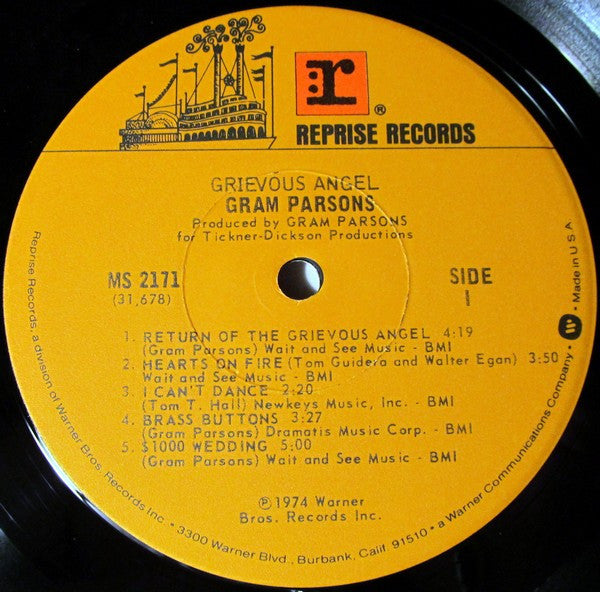 r
®
REPRISE RECORDS
GRIEVOUS ANGEL
GRAM PARSONS
Produced by GRAM PARSONS
for Tickner-Dickson Productions
MS 2171
(31,678)
SIDE
1
1. RETURN OF THE GRIEVOUS ANGEL 4:19
(Gram Parsons) Wait and See Music - BMI
2. HEARTS ON FIRE (Tom Guidera and Walter Egan) 3:50
Wait and See Music - BMI
3. I CAN'T DANCE 2:20
(Tom T. Hall) Newkeys Music, Inc. - BMI
4. BRASS BUTTONS 3:27
(Gram Parsons) Dramatis Music Corp. - BMI
5. $1000 WEDDING 5:00
(Gram Parsons) Wait and See Music - BMI
℗1974 Warner
Bros. Records Inc.
Reprise Records, a division of Warner Bros. Records Inc. • 3300 Warner Blvd., Burbank, Calif. 91510 • a Warner Communications Company • W • Made in U.S.A.